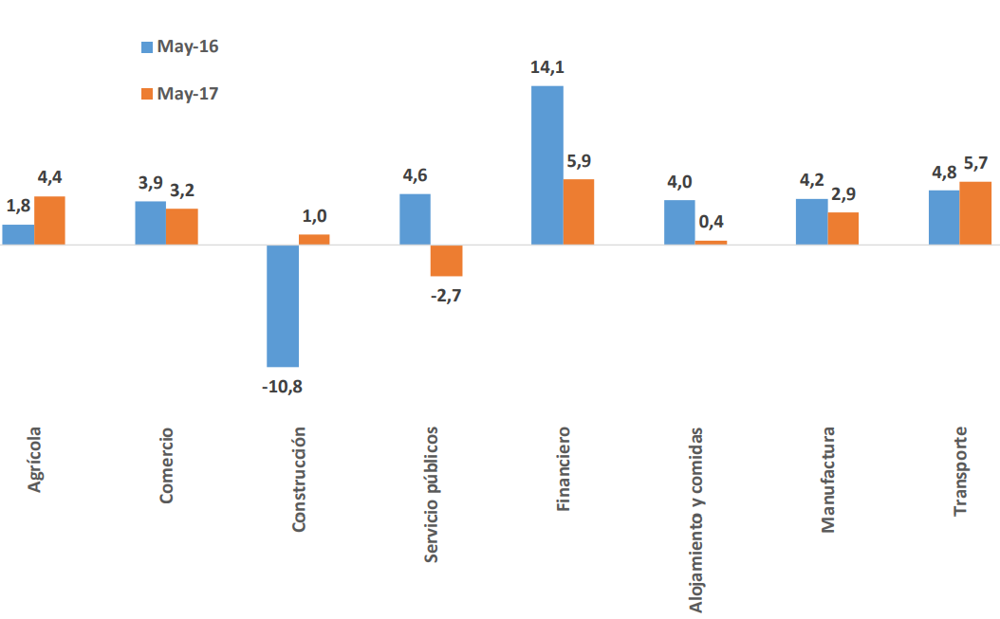 May-16
May-17
1,8
4,4
3,9
3,2
-10,8
1,0
4,6
-2,7
14,1
5,9
4,0
0,4
4,2
2,9
4,8
5,7
Agrícola
Comercio
Construcción
Servicio públicos
Financiero
Alojamiento y comidas
Manufactura
Transporte